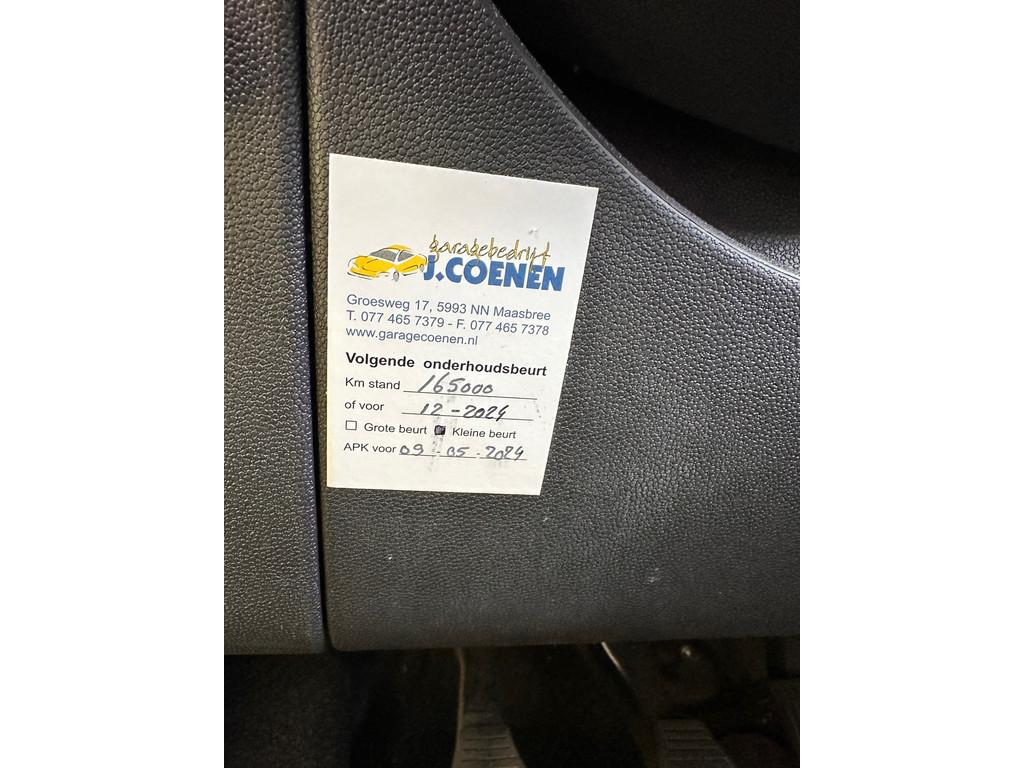 garagebedrijf
J.COENEN
Groesweg 17, 5993 NN Maasbree
T. 077 465 7379 - F. 077 465 7378
www.garagecoenen.nl
Volgende onderhoudsbeurt
Km stand 165000
of voor 12-2024
Grote beurt Kleine beurt
APK voor 09-05-2024